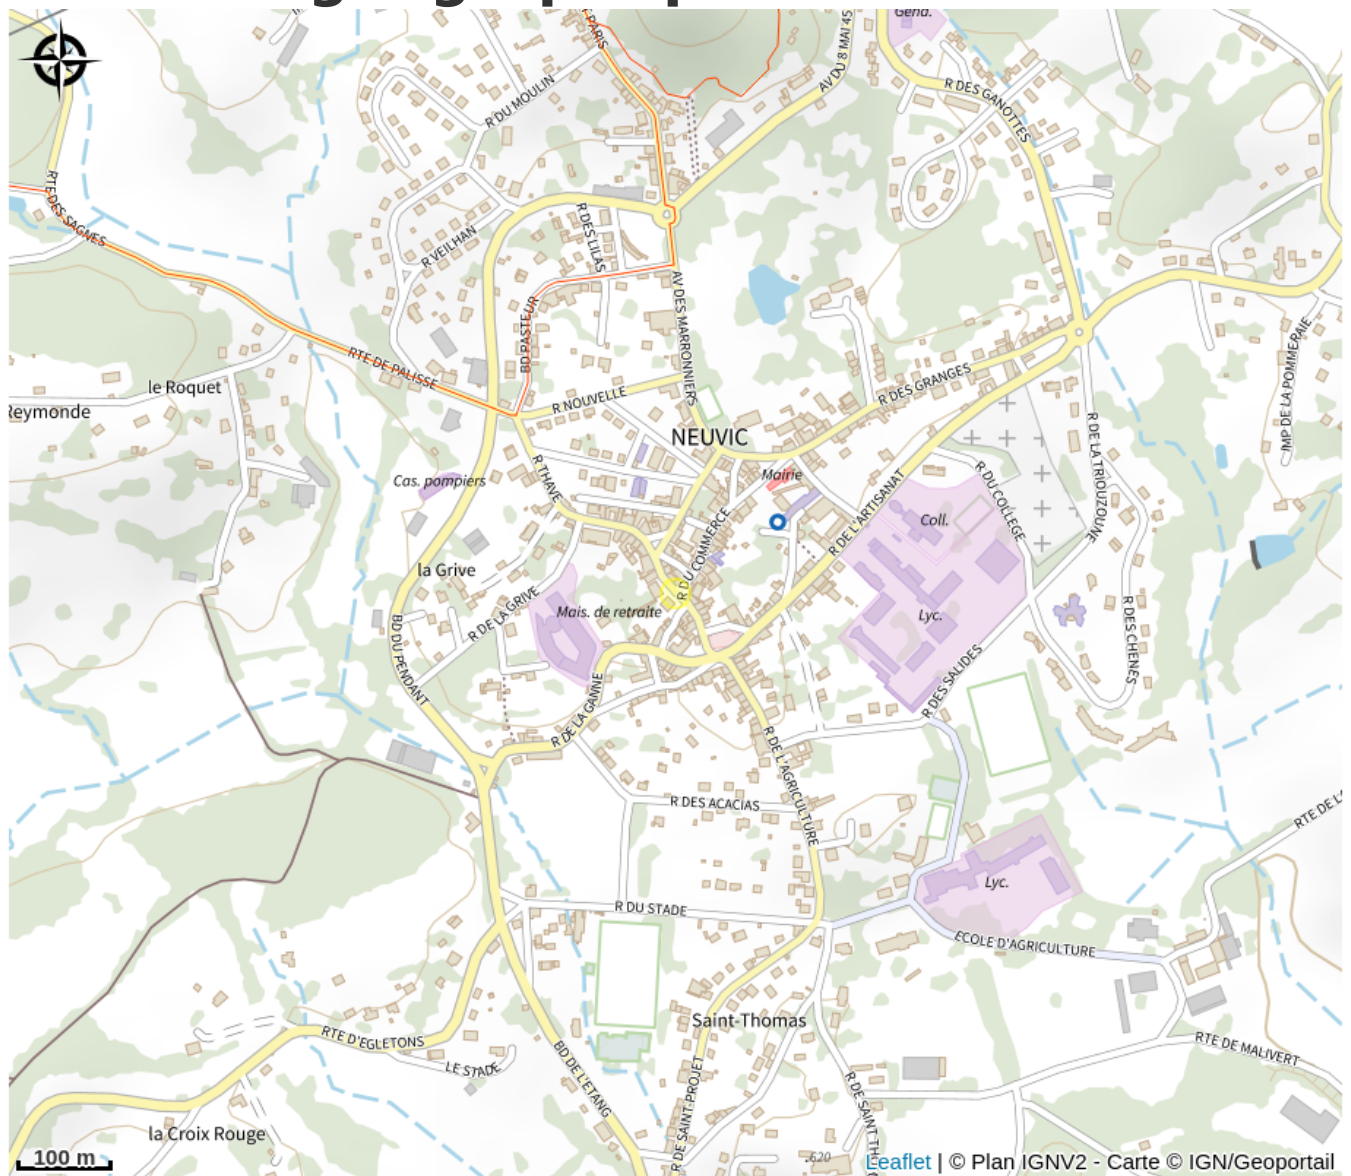 PARIS
Gend.
AV DU 8 MAI 45
R DU MOULIN
R DES GANOTTES
RTE DES SAGNES
R DES LILAS
R VEILHAN
AV DES MARRONNIERS
BD PASTEUR
IMP DE LA POMMERAIE
RTE DE PALISSE
le Roquet
R DES GRANGES
R NOUVELLE
Reymonde
NEUVIC
R DE LA TRIOUZOUNE
Mairie
Cas. pompiers
R THAVE
R DU COLLEGE
R DE L'ARTISANAT
Coll.
R DU COMMERCE
la Grive
Mais. de retraite
R DE LA GRIVE
Lyc.
R DES CHENES
BD DU PENDANT
R DES SALIDES
R DE LA GANNE
R DE L'AGRICULTURE
R DES ACACIAS
RTE DE L
Lyc.
R DU STADE
ECOLE D'AGRICULTURE
Saint-Thomas
RTE D'EGLETONS
RTE DE MALIVERT
LE STADE
BD DE L'ETANG
R DE SAINT-PROJET
R DE SAINT TH
la Croix Rouge
620
100 m
Leaflet | © Plan IGNV2 - Carte © IGN/Geoportail